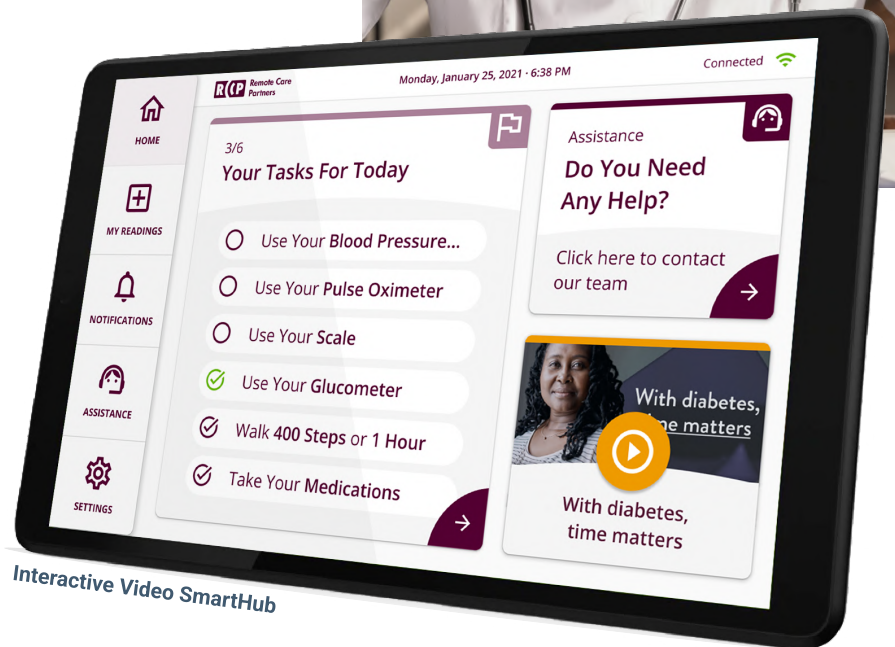 RCP Remote Care
Partners
Monday, January 25, 2021 · 6:38 PM
Connected
HOME
MY READINGS
NOTIFICATIONS
ASSISTANCE
SETTINGS
3/6
Your Tasks For Today
Use Your Blood Pressure...
Use Your Pulse Oximeter
Use Your Scale
Use Your Glucometer
Walk 400 Steps or 1 Hour
Take Your Medications
Assistance
Do You Need
Any Help?
Click here to contact
our team
With diabetes,
time matters
With diabetes,
time matters
Interactive Video SmartHub